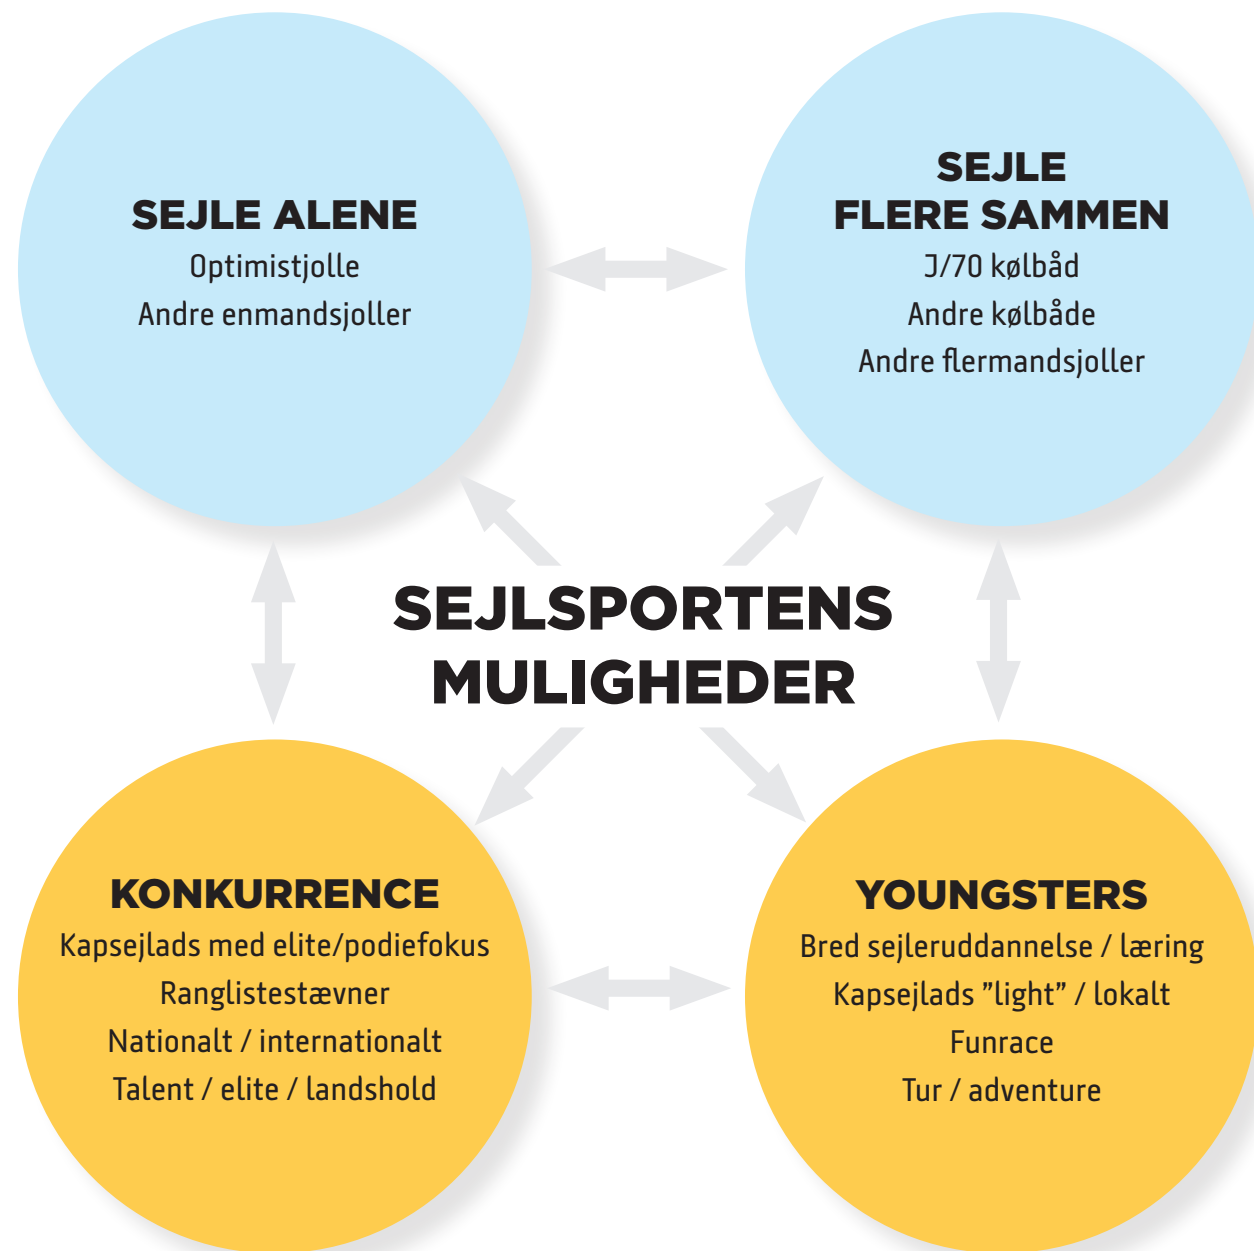 SEJLE ALENE
Optimistjolle
Andre enmandsjoller
SEJLE
FLERE SAMMEN
J/70 kølbåd
Andre kølbåde
Andre flermandsjoller
SEJLSPORTENS
MULIGHEDER
KONKURRENCE
Kapsejlads med elite/podiefokus
Ranglistestævner
Nationalt / internationalt
Talent / elite / landshold
YOUNGSTERS
Bred sejleruddannelse / læring
Kapsejlads ”light” / lokalt
Funrace
Tur / adventure